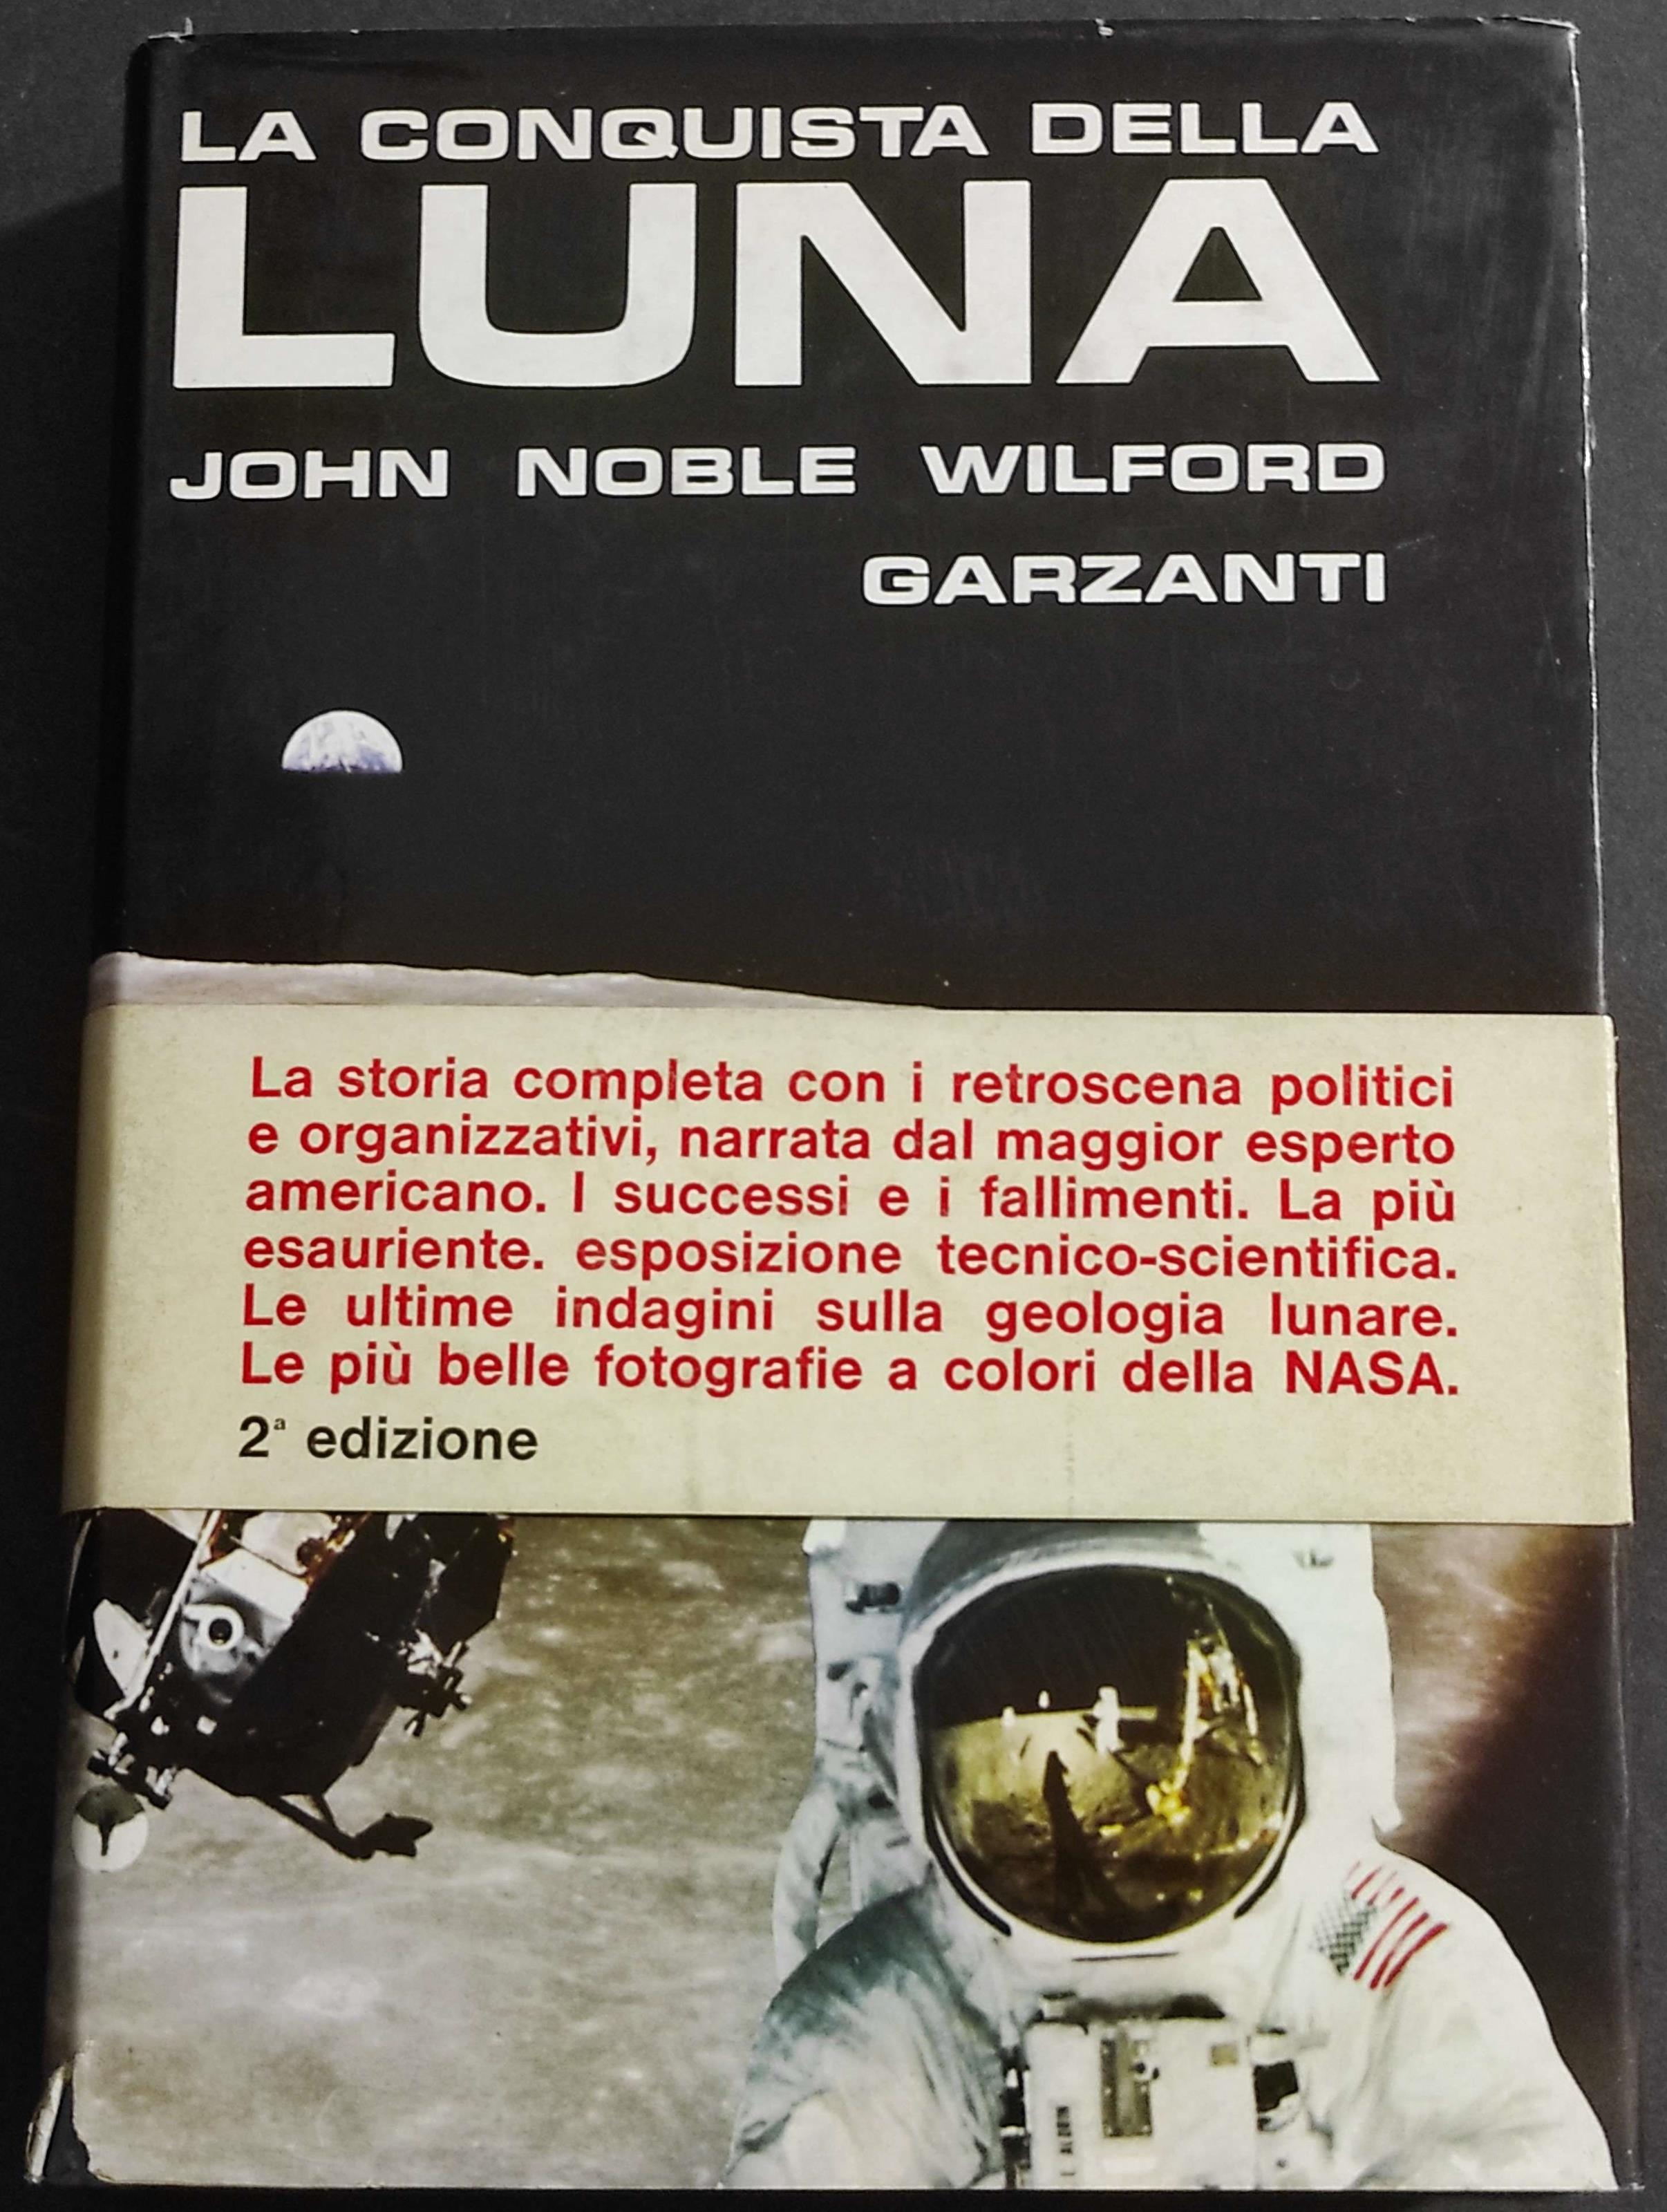 LA CONQUISTA DELLA
LUNA
JOHN NOBLE WILFORD
GARZANTI
La storia completa con i retroscena politici
e organizzativi, narrata dal maggior esperto
americano. I successi e i fallimenti. La più
esauriente. esposizione tecnico-scientifica.
Le ultime indagini sulla geologia lunare.
Le più belle fotografie a colori della NASA.
2ª edizione
E. ALDRIN